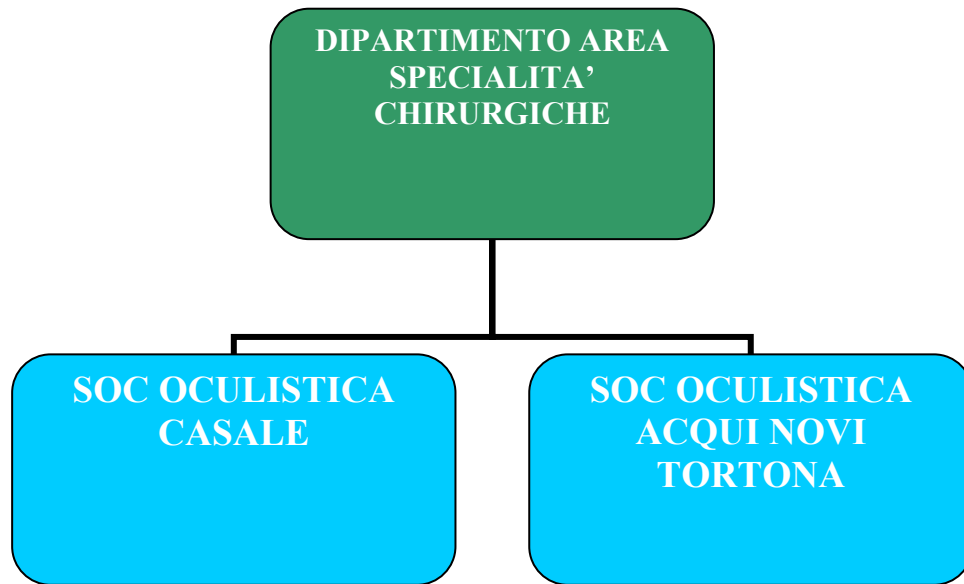 DIPARTIMENTO AREA
SPECIALITA’
CHIRURGICHE
SOC OCULISTICA
CASALE
SOC OCULISTICA
ACQUI NOVI
TORTONA